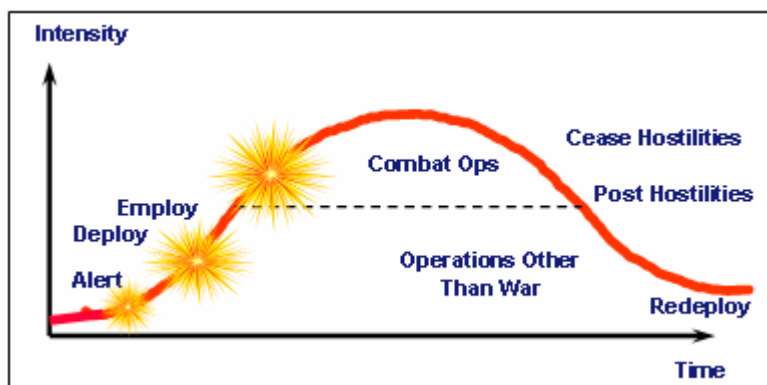 Intensity
Cease Hostilities
Combat Ops
Post Hostilities
Employ
Deploy
Alert
Operations Other
Than War
Redeploy
Time